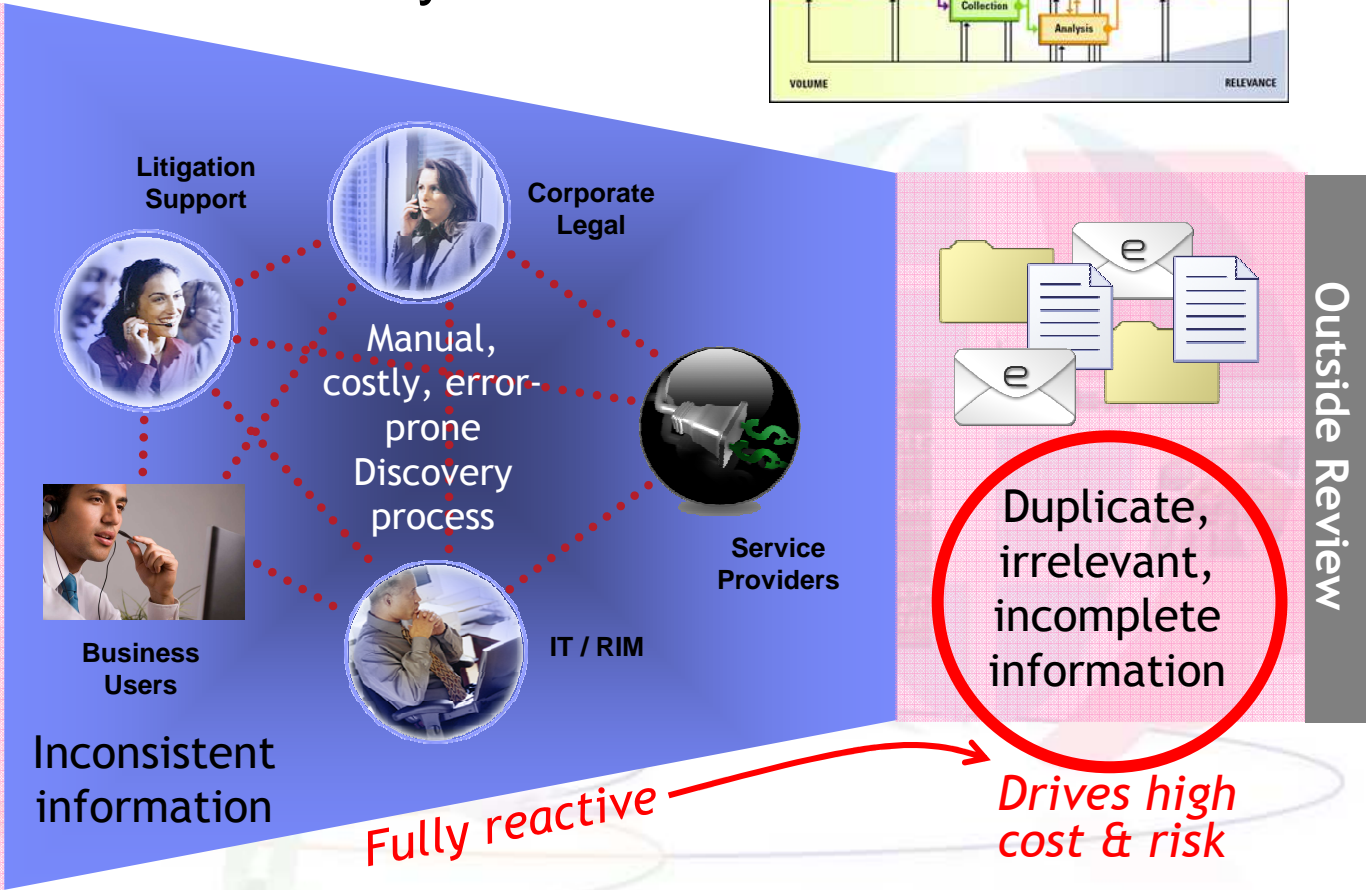 Collection
Analysis
VOLUME
RELEVANCE
Litigation
Support
Corporate
Legal
Manual,
costly, error-
prone
Discovery
process
Service
Providers
Business
Users
IT / RIM
Inconsistent
information
Fully reactive
e
e
Duplicate,
irrelevant,
incomplete
information
Drives high
cost & risk
Outside Review